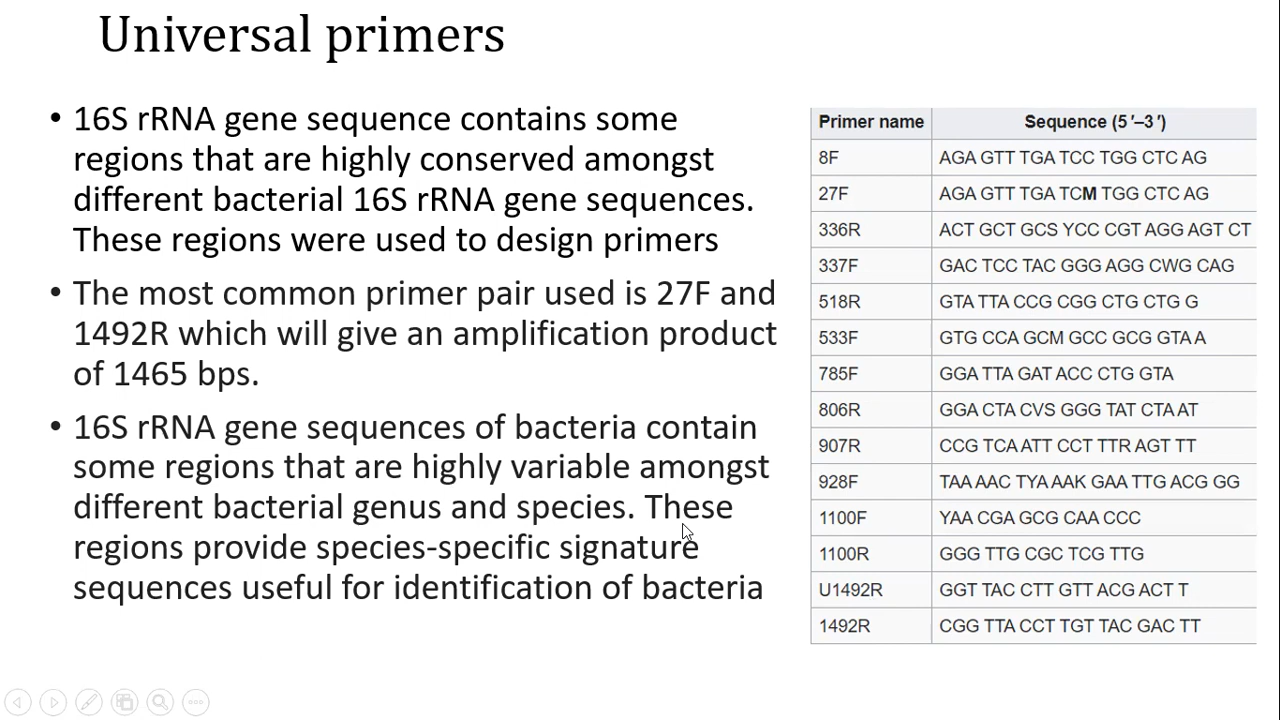 Universal primers
• 16S rRNA gene sequence contains some
regions that are highly conserved amongst
different bacterial 16S rRNA gene sequences.
These regions were used to design primers
• The most common primer pair used is 27F and
1492R which will give an amplification product
of 1465 bps.
• 16S rRNA gene sequences of bacteria contain
some regions that are highly variable amongst
different bacterial genus and species. These
regions provide species-specific signature
sequences useful for identification of bacteria
Primer name Sequence (5′–3′)
8F AGA GTT TGA TCC TGG CTC AG
27F AGA GTT TGA TCM TGG CTC AG
336R ACT GCT GCS YCC CGT AGG AGT CT
337F GAC TCC TAC GGG AGG CWG CAG
518R GTA TTA CCG CGG CTG CTG G
533F GTG CCA GCM GCC GCG GTA A
785F GGA TTA GAT ACC CTG GTA
806R GGA CTA CVS GGG TAT CTA AT
907R CCG TCA ATT CCT TTR AGT TT
928F TAA AAC TYA AAK GAA TTG ACG GG
1100F YAA CGA GCG CAA CCC
1100R GGG TTG CGC TCG TTG
U1492R GGT TAC CTT GTT ACG ACT T
1492R CGG TTA CCT TGT TAC GAC TT